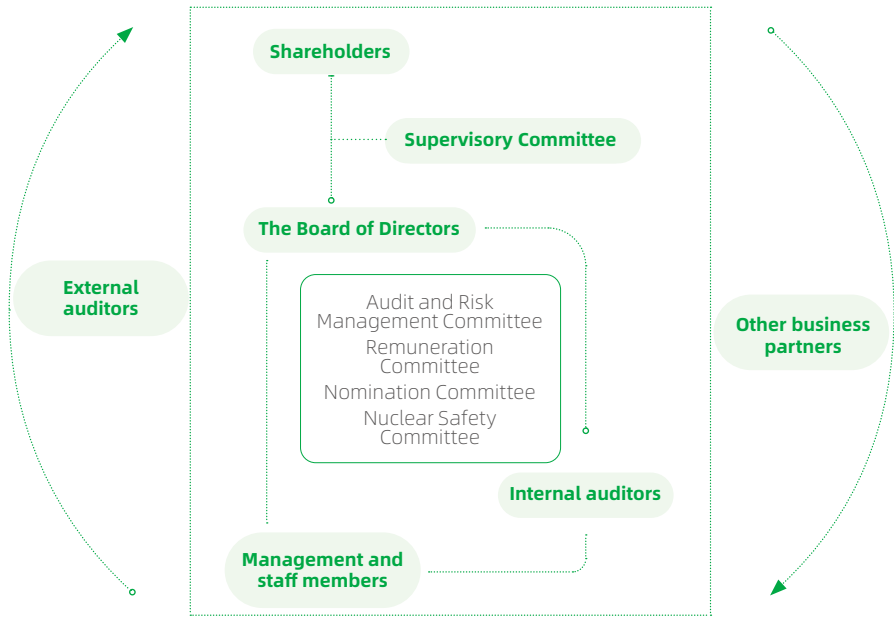 Shareholders
Supervisory Committee
The Board of Directors
External
auditors
Audit and Risk
Management Committee
Remuneration
Committee
Nomination Committee
Nuclear Safety
Committee
Other business
partners
Internal auditors
Management and
staff members